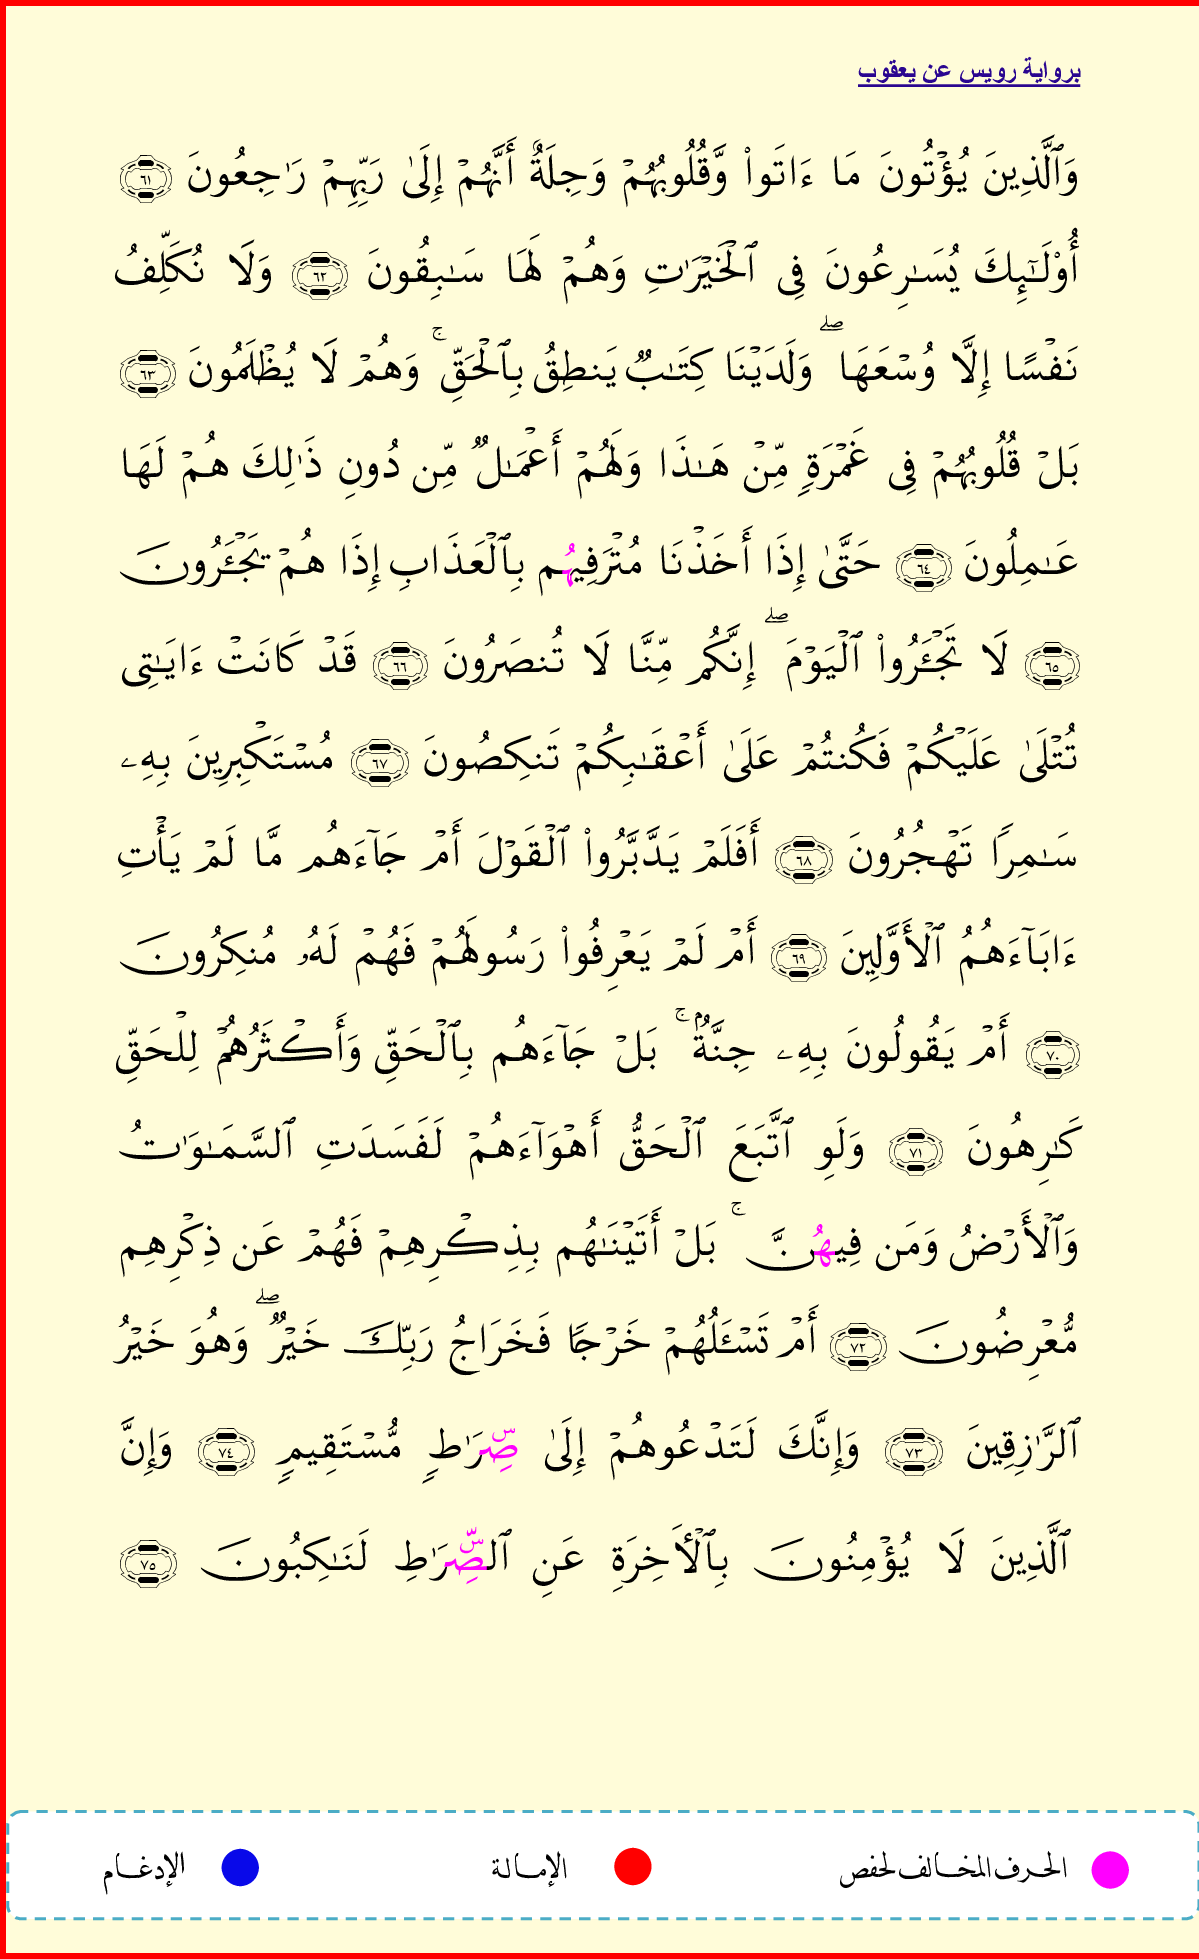 برواية رويس عن يعقوب
وَٱلَّذِينَ يُؤۡتُونَ مَا ءَاتَواْ وَّقُلُوبُهُمۡ وَجِلَةٌ أَنَّهُمۡ إِلَىٰ رَبِّهِمۡ رَٰجِعُونَ ٦١
أُوْلَـٰٓئِكَ يُسَـٰرِعُونَ فِى ٱلۡخَيۡرَٰتِ وَهُمۡ لَهَا سَـٰبِقُونَ ٦٢ وَلَا نُكَلِّفُ
نَفۡسًا إِلَّا وُسۡعَهَا ۖ وَلَدَيۡنَا كِتَـٰبٌ يَنطِقُ بِٱلۡحَقِّ ۚ وَهُمۡ لَا يُظۡلَمُونَ ٦٣
بَلۡ قُلُوبُهُمۡ فِى غَمۡرَةٍ مِّنۡ هَـٰذَا وَلَهُمۡ أَعۡمَـٰلٌ مِّن دُونِ ذَٰلِكَ هُمۡ لَهَا
عَـٰمِلُونَ ٦٤ حَتَّىٰ إِذَا أَخَذۡنَا مُتۡرَفِيهُم بِٱلۡعَذَابِ إِذَا هُمۡ يَجۡـَٔرُونَ
٦٥ لَا تَجۡـَٔرُواْ ٱلۡيَوۡمَ ۖ إِنَّكُم مِّنَّا لَا تُنصَرُونَ ٦٦ قَدۡ كَانَتۡ ءَايَـٰتِى
تُتۡلَىٰ عَلَيۡكُمۡ فَكُنتُمۡ عَلَىٰ أَعۡقَـٰبِكُمۡ تَنكِصُونَ ٦٧ مُسۡتَكۡبِرِينَ بِهِۦ
سَـٰمِرًا تَهۡجُرُونَ ٦٨ أَفَلَمۡ يَدَّبَّرُواْ ٱلۡقَوۡلَ أَمۡ جَآءَهُم مَّا لَمۡ يَأۡتِ
ءَابَآءَهُمُ ٱلۡأَوَّلِينَ ٦٩ أَمۡ لَمۡ يَعۡرِفُواْ رَسُولَهُمۡ فَهُمۡ لَهُۥ مُنكِرُونَ
٧٠ أَمۡ يَقُولُونَ بِهِۦ جِنَّةُۢ ۚ بَلۡ جَآءَهُم بِٱلۡحَقِّ وَأَكۡثَرُهُمۡ لِلۡحَقِّ
كَـٰرِهُونَ ٧١ وَلَوِ ٱتَّبَعَ ٱلۡحَقُّ أَهۡوَآءَهُمۡ لَفَسَدَتِ ٱلسَّمَـٰوَٰتُ
وَٱلۡأَرۡضُ وَمَن فِيهُنَّ ۚ بَلۡ أَتَيۡنَـٰهُم بِذِكۡرِهِمۡ فَهُمۡ عَن ذِكۡرِهِم
مُّعۡرِضُونَ ٧٢ أَمۡ تَسۡـَٔلُهُمۡ خَرۡجًا فَخَرَاجُ رَبِّكَ خَيۡرٌ ۖ وَهُوَ خَيۡرُ
ٱلرَّٰزِقِينَ ٧٣ وَإِنَّكَ لَتَدۡعُوهُمۡ إِلَىٰ صِۜرَٰطٍ مُّسۡتَقِيمٍ ٧٤ وَإِنَّ
ٱلَّذِينَ لَا يُؤۡمِنُونَ بِٱلۡأَخِرَةِ عَنِ ٱلصِّۜرَٰطِ لَنَـٰكِبُونَ ٧٥
الحرف المخالف لحفص الإمالة الإدغام